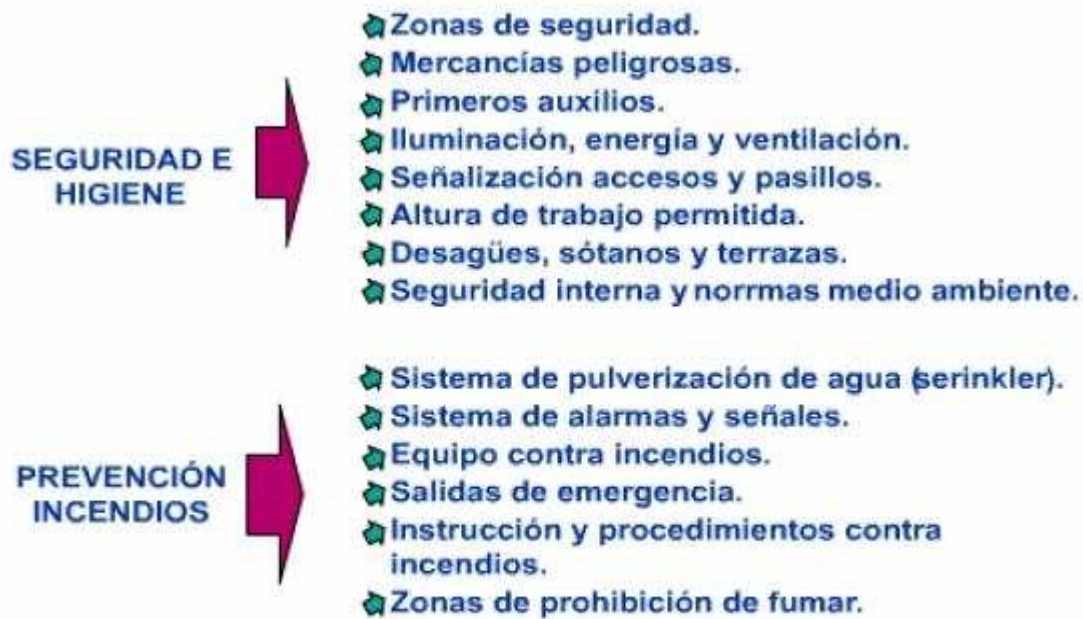 SEGURIDAD E
HIGIENE
Zonas de seguridad.
Mercancías peligrosas.
Primeros auxilios.
Iluminación, energía y ventilación.
Señalización accesos y pasillos.
Altura de trabajo permitida.
Desagües, sótanos y terrazas.
Seguridad interna y norrmas medio ambiente.
PREVENCIÓN
INCENDIOS
Sistema de pulverización de agua (serinkler).
Sistema de alarmas y señales.
Equipo contra incendios.
Salidas de emergencia.
Instrucción y procedimientos contra
incendios.
Zonas de prohibición de fumar.